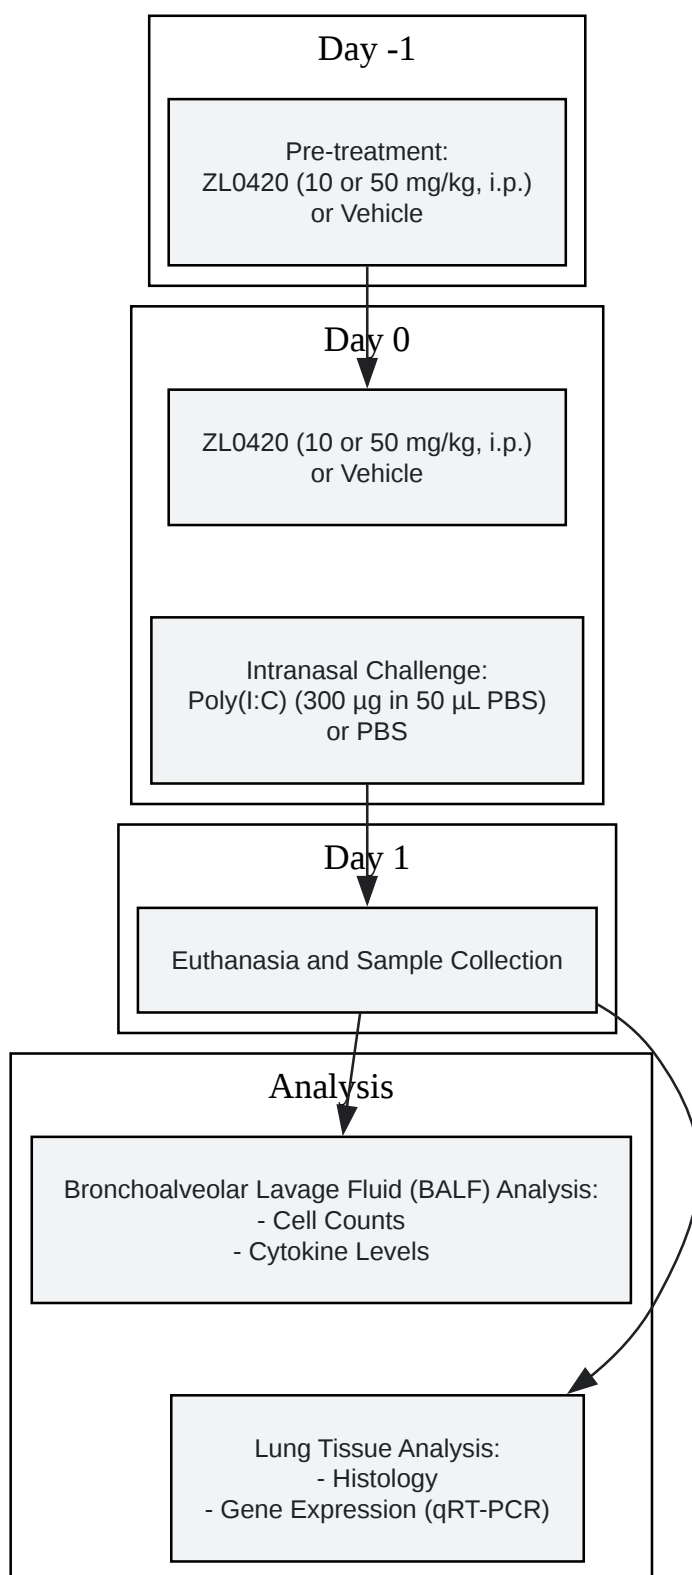 Day -1
Pre-treatment:
ZL0420 (10 or 50 mg/kg, i.p.)
or Vehicle
Day 0
ZL0420 (10 or 50 mg/kg, i.p.)
or Vehicle
Intranasal Challenge:
Poly(I:C) (300 µg in 50 µL PBS)
or PBS
Day 1
Euthanasia and Sample Collection
Analysis
Bronchoalveolar Lavage Fluid (BALF) Analysis:
- Cell Counts
- Cytokine Levels
Lung Tissue Analysis:
- Histology
- Gene Expression (qRT-PCR)